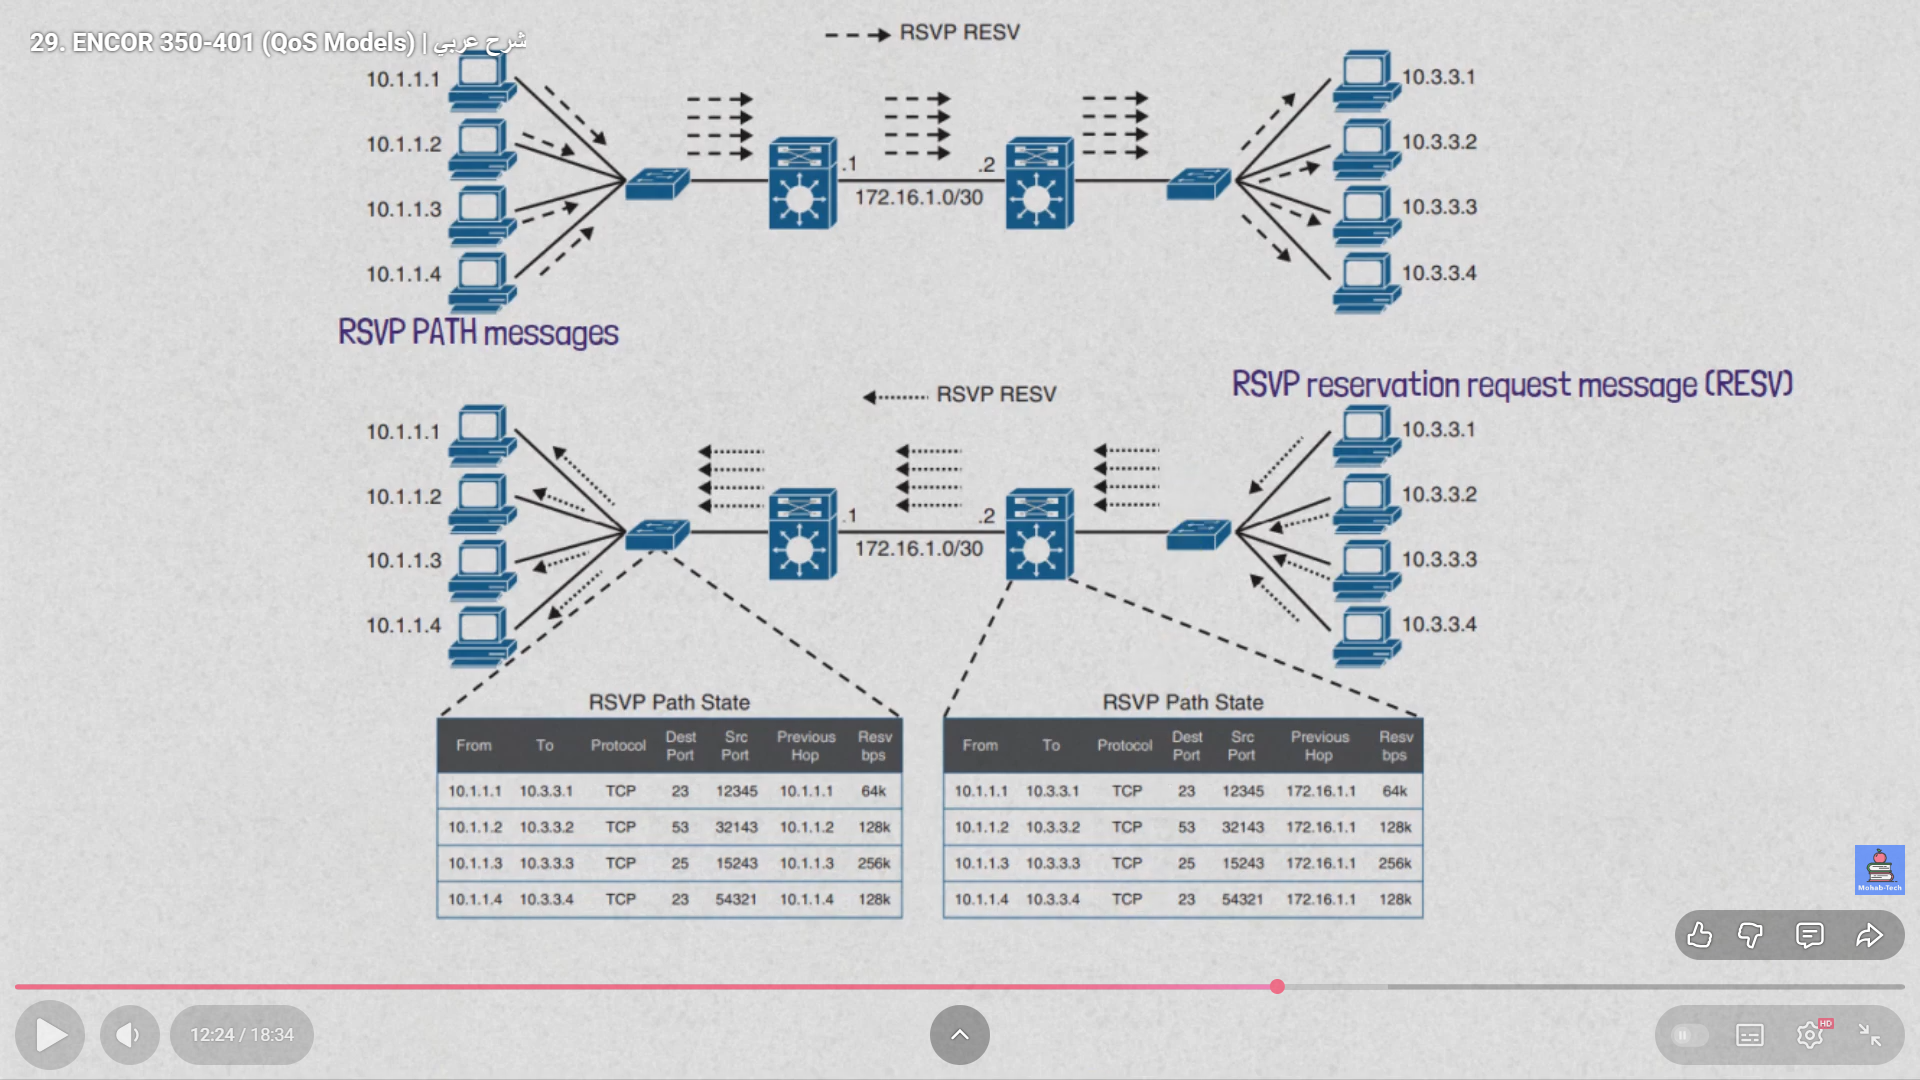 29. ENCOR 350-401 (QoS Models) | شرح عربي
RSVP RESV
10.1.1.1
10.1.1.2
10.1.1.3
10.1.1.4
.1
.2
172.16.1.0/30
10.3.3.1
10.3.3.2
10.3.3.3
10.3.3.4
RSVP PATH messages
RSVP reservation request message (RESV)
RSVP RESV
10.1.1.1
10.1.1.2
10.1.1.3
10.1.1.4
.1
.2
172.16.1.0/30
10.3.3.1
10.3.3.2
10.3.3.3
10.3.3.4
RSVP Path State
From To Protocol Dest Port Src Port Previous Hop Resv bps
10.1.1.1 10.3.3.1 TCP 23 12345 10.1.1.1 64k
10.1.1.2 10.3.3.2 TCP 53 32143 10.1.1.2 128k
10.1.1.3 10.3.3.3 TCP 25 15243 10.1.1.3 256k
10.1.1.4 10.3.3.4 TCP 23 54321 10.1.1.4 128k
RSVP Path State
From To Protocol Dest Port Src Port Previous Hop Resv bps
10.1.1.1 10.3.3.1 TCP 23 12345 172.16.1.1 64k
10.1.1.2 10.3.3.2 TCP 53 32143 172.16.1.1 128k
10.1.1.3 10.3.3.3 TCP 25 15243 172.16.1.1 256k
10.1.1.4 10.3.3.4 TCP 23 54321 172.16.1.1 128k
Mohab-Tech
12:24 / 18:34
HD